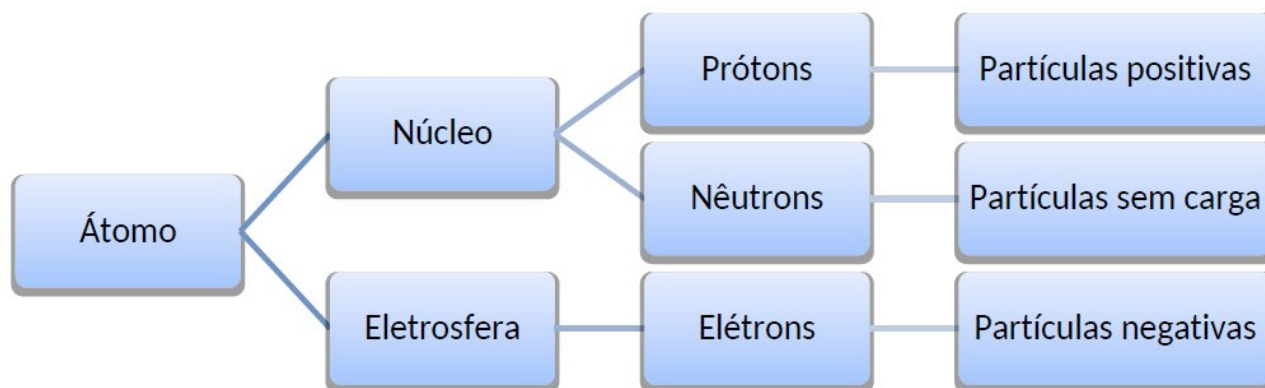 Prótons
Partículas positivas
Núcleo
Nêutrons
Partículas sem carga
Átomo
Eletrosfera
Elétrons
Partículas negativas